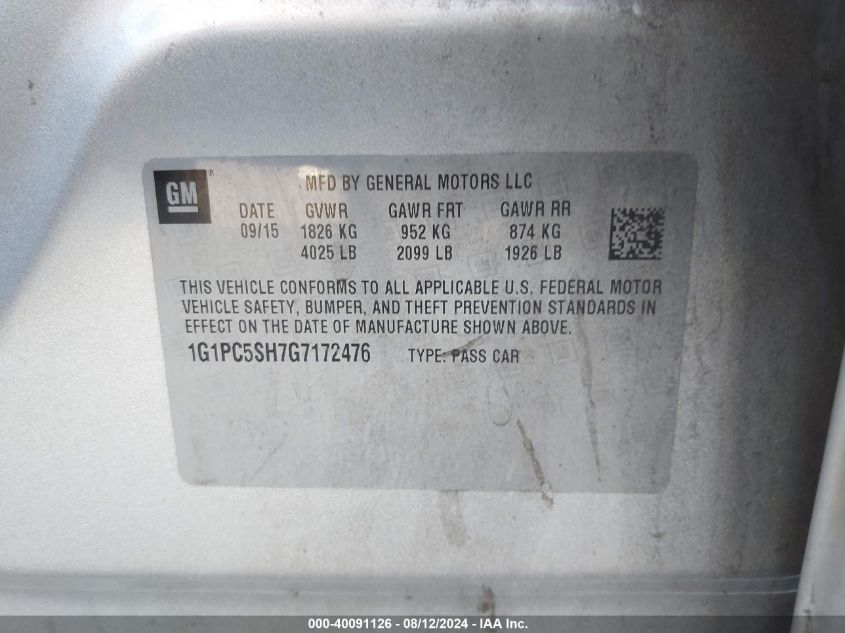 GM ® MFD BY GENERAL MOTORS LLC
DATE GVWR GAWR FRT GAWR RR
09/15 1826 KG 952 KG 874 KG
4025 LB 2099 LB 1926 LB
THIS VEHICLE CONFORMS TO ALL APPLICABLE U.S. FEDERAL MOTOR
VEHICLE SAFETY, BUMPER, AND THEFT PREVENTION STANDARDS IN
EFFECT ON THE DATE OF MANUFACTURE SHOWN ABOVE.
1G1PC5SH7G7172476 TYPE: PASS CAR
000-40091126 - 08/12/2024 - IAA Inc.